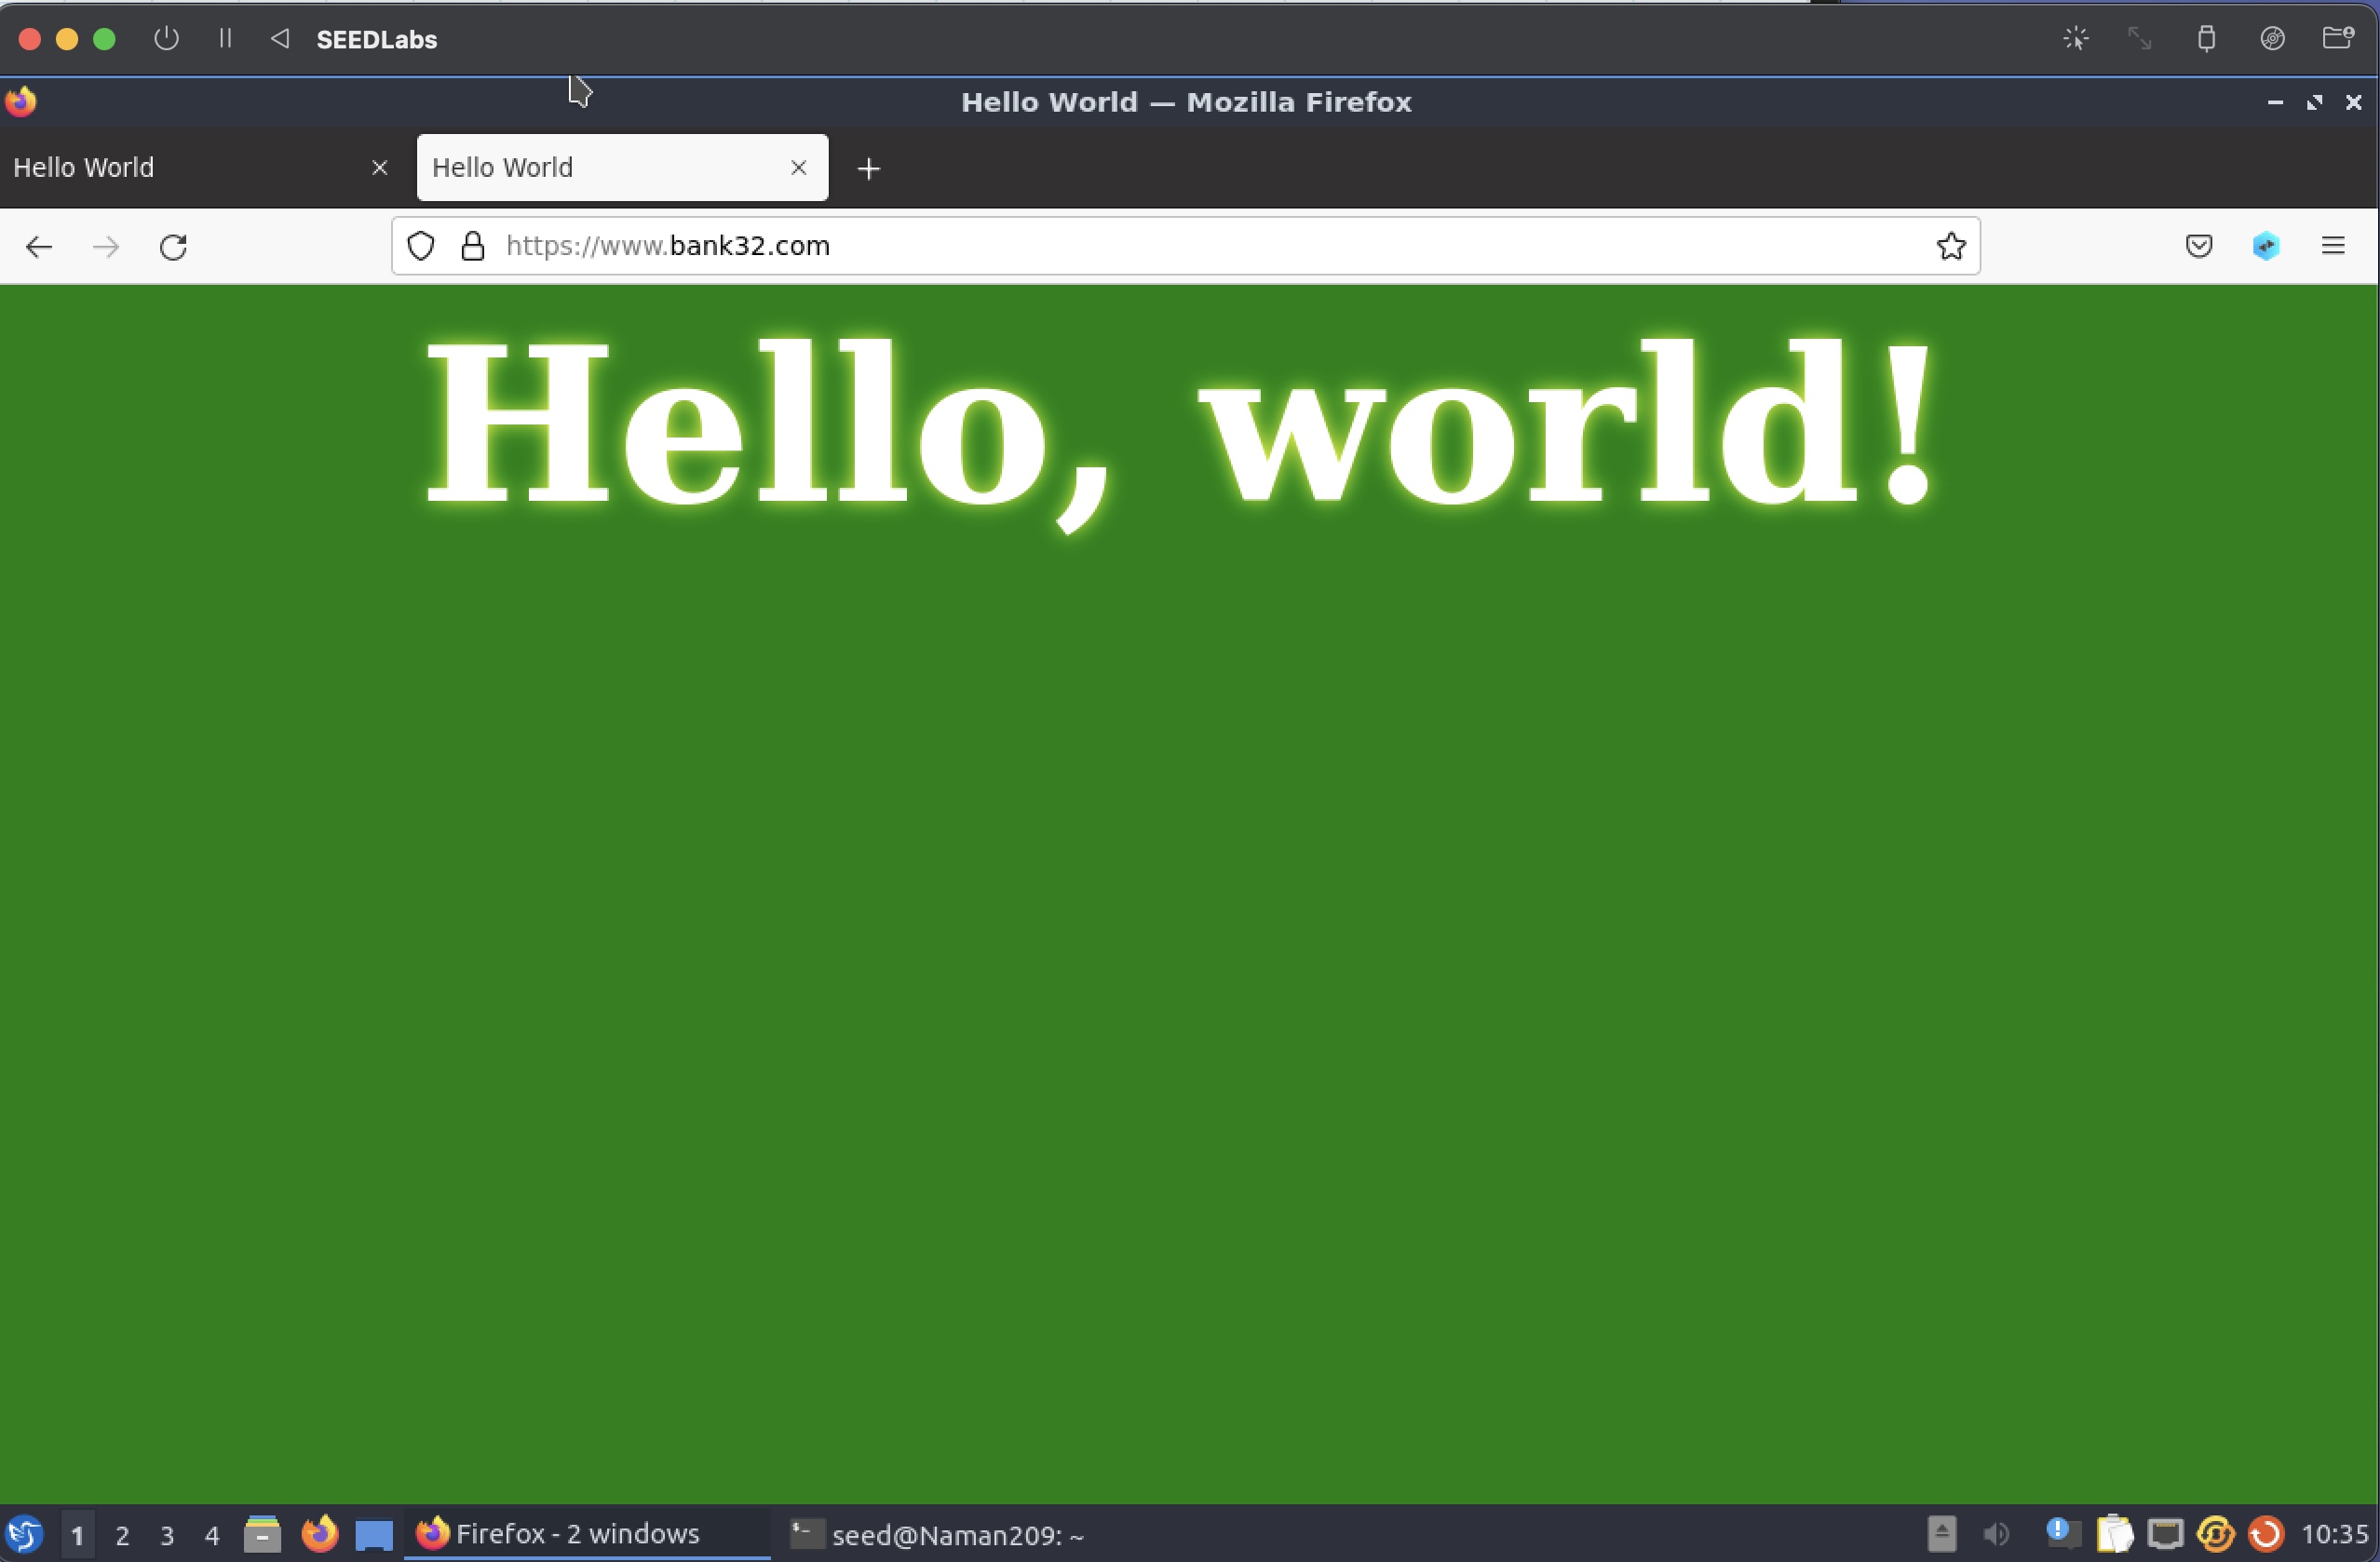 SEEDLabs
Hello World — Mozilla Firefox
Hello World
Hello World
https://www.bank32.com
Hello, world!
1 2 3 4 Firefox - 2 windows seed@Naman209: ~ 10:35